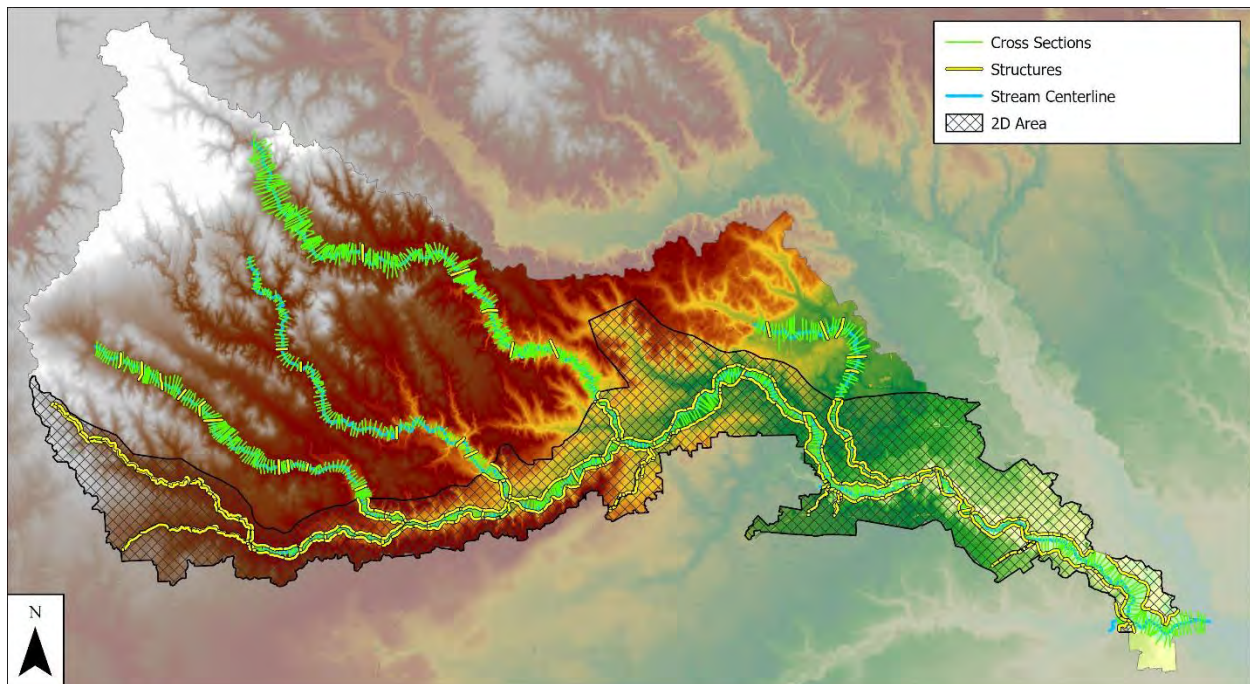 Cross Sections
Structures
Stream Centerline
2D Area
N